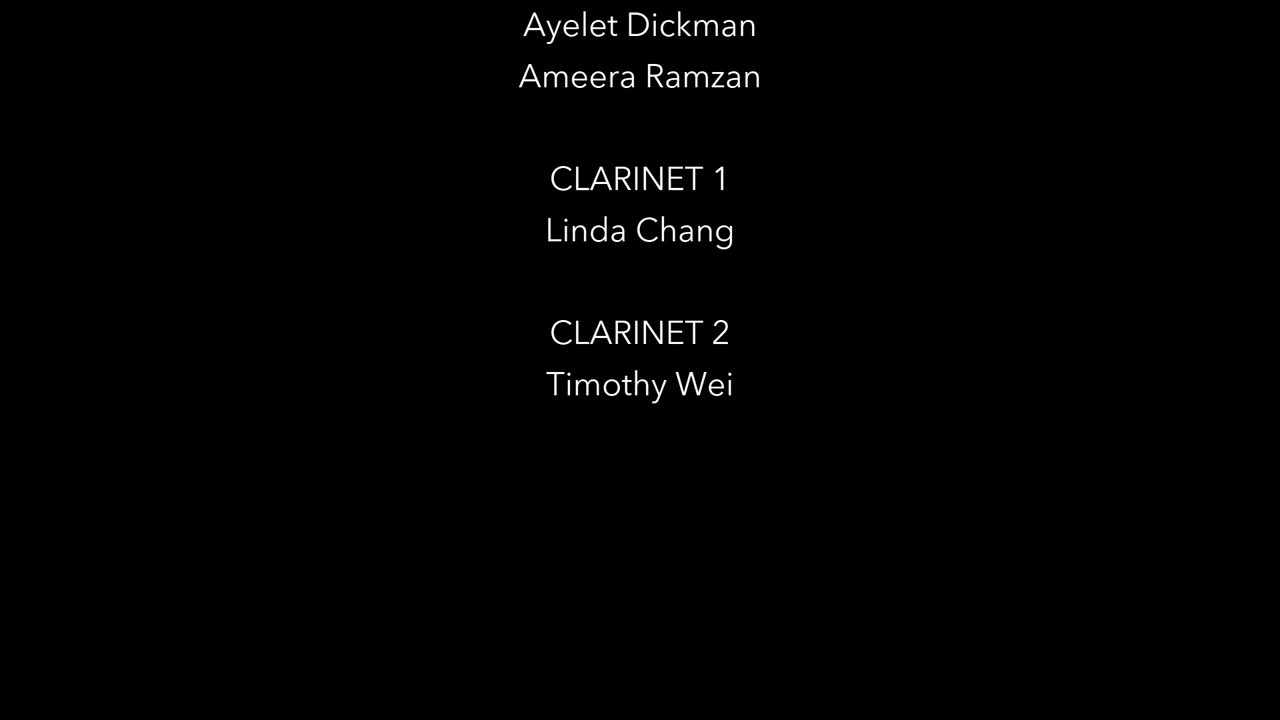 Ayelet Dickman
Ameera Ramzan
CLARINET 1
Linda Chang
CLARINET 2
Timothy Wei